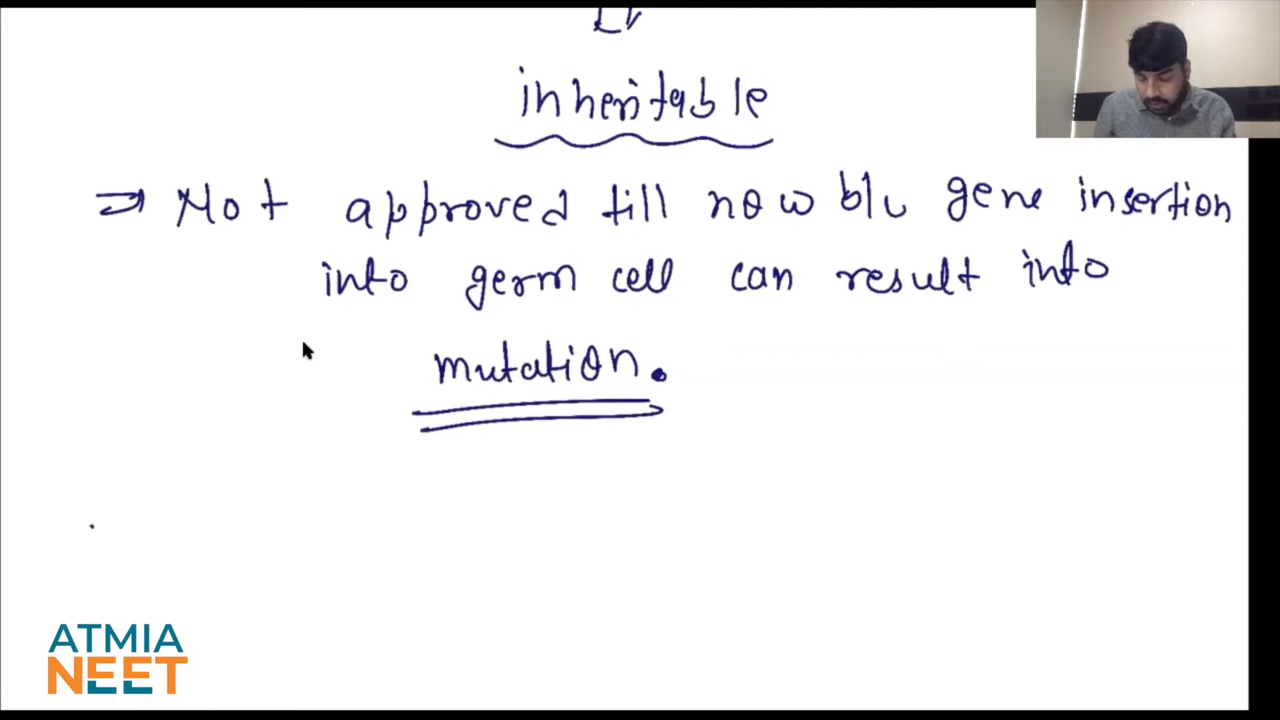 inheritable
⇒ Not approved till now b/c gene insertion
into germ cell can result into
mutation.
ATMIA
NEET